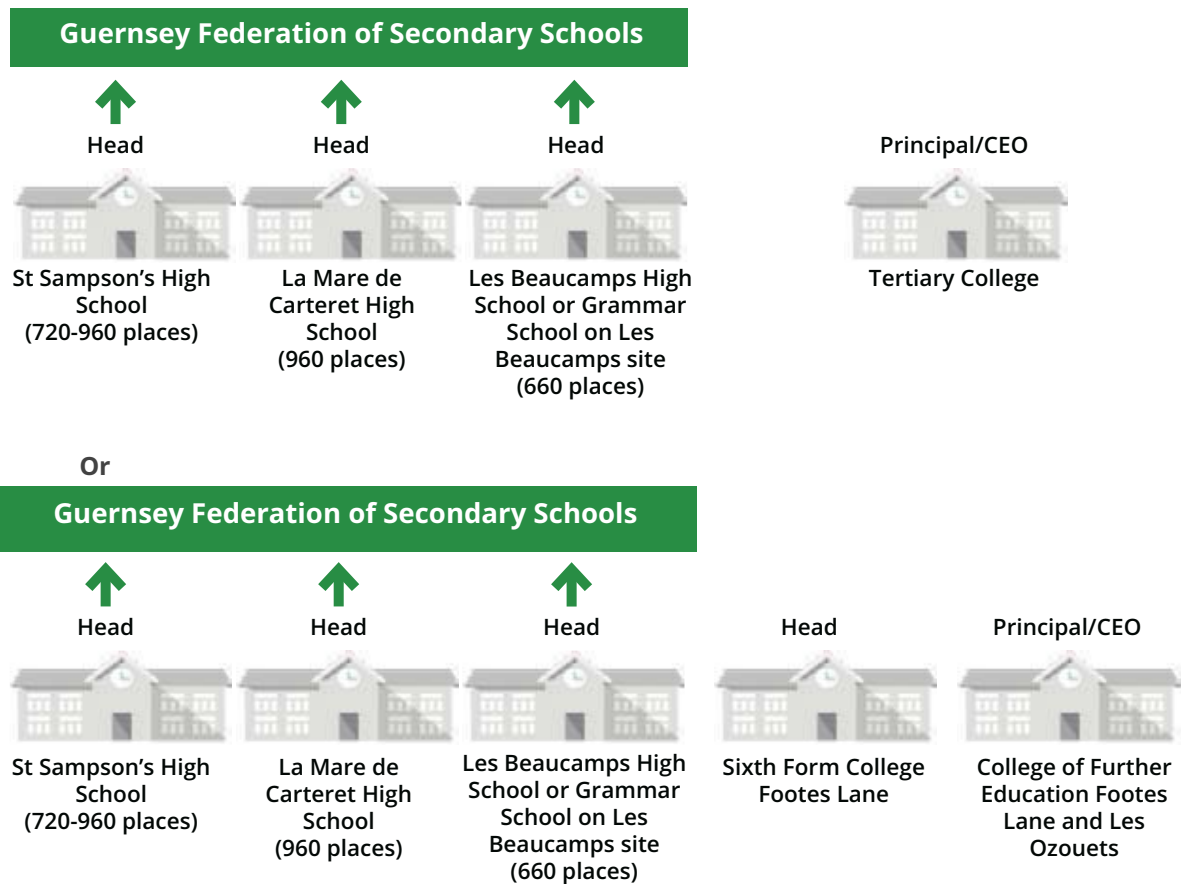 Guernsey Federation of Secondary Schools
Head
Head
Head
Principal/CEO
St Sampson's High
School
(720-960 places)
La Mare de
Carteret High
School
(960 places)
Les Beaucamps High
School or Grammar
School on Les
Beaucamps site
(660 places)
Tertiary College
Or
Guernsey Federation of Secondary Schools
Head
Head
Head
Head
Principal/CEO
St Sampson's High
School
(720-960 places)
La Mare de
Carteret High
School
(960 places)
Les Beaucamps High
School or Grammar
School on Les
Beaucamps site
(660 places)
Sixth Form College
Footes Lane
College of Further
Education Footes
Lane and Les
Ozouets